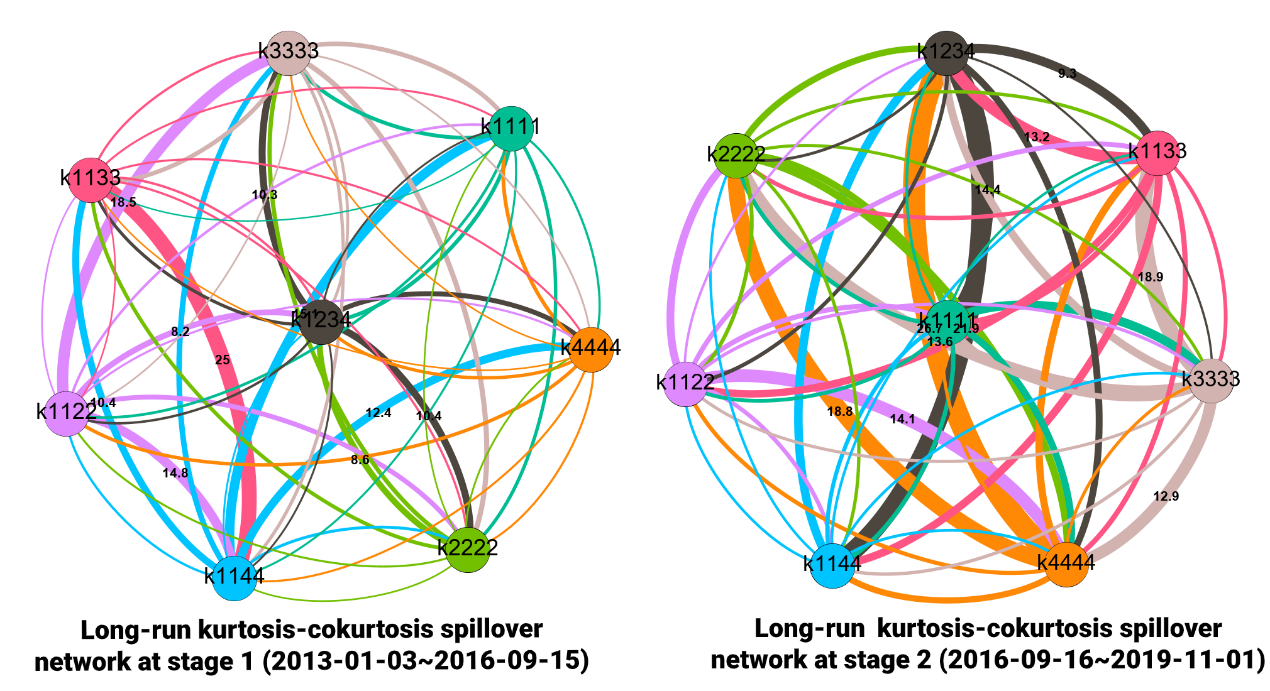 k3333
k1111
k1133
18.5
10.3
15.1
k1234
k4444
8.2
25
10.4
k1122
12.4
10.4
8.6
14.8
k2222
k1144
Long-run kurtosis-cokurtosis spillover
network at stage 1 (2013-01-03~2016-09-15)
k1234
9.3
13.2
k2222
k1133
14.4
18.9
k1111
26.7 21.9
13.6
k1122
k3333
18.8
14.1
12.9
k1144
k4444
Long-run kurtosis-cokurtosis spillover
network at stage 2 (2016-09-16~2019-11-01)